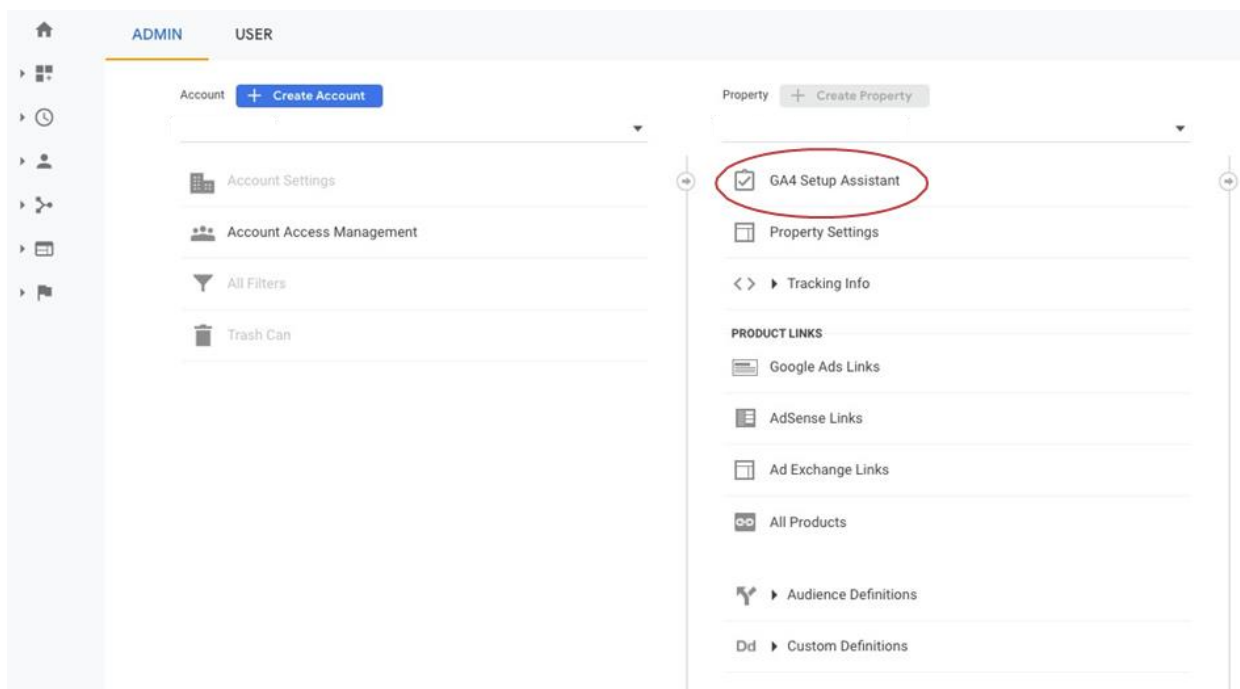 ADMIN
USER
Account
Create Account
Account Settings
Account Access Management
All Filters
Trash Can
Property
Create Property
GA4 Setup Assistant
Property Settings
Tracking Info
PRODUCT LINKS
Google Ads Links
AdSense Links
Ad Exchange Links
All Products
Audience Definitions
Dd Custom Definitions